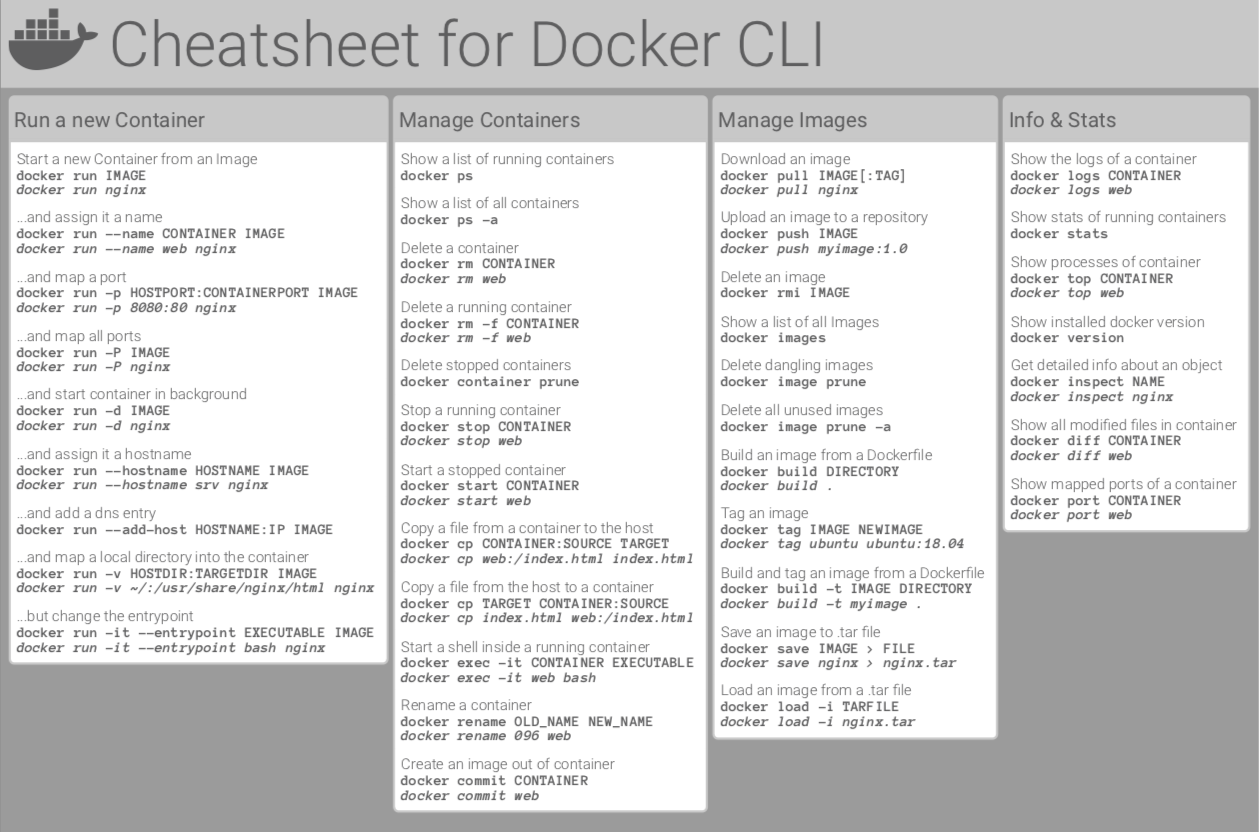 Cheatsheet for Docker CLI
Run a new Container
Start a new Container from an Image
docker run IMAGE
docker run nginx
...and assign it a name
docker run --name CONTAINER IMAGE
docker run --name web nginx
...and map a port
docker run -p HOSTPORT:CONTAINERPORT IMAGE
docker run -p 8080:80 nginx
...and map all ports
docker run -P IMAGE
docker run -P nginx
...and start container in background
docker run -d IMAGE
docker run -d nginx
...and assign it a hostname
docker run --hostname HOSTNAME IMAGE
docker run --hostname srv nginx
...and add a dns entry
docker run --add-host HOSTNAME:IP IMAGE
...and map a local directory into the container
docker run -v HOSTDIR:TARGETDIR IMAGE
docker run -v ~/:/usr/share/nginx/html nginx
...but change the entrypoint
docker run -it --entrypoint EXECUTABLE IMAGE
docker run -it --entrypoint bash nginx
Manage Containers
Show a list of running containers
docker ps
Show a list of all containers
docker ps -a
Delete a container
docker rm CONTAINER
docker rm web
Delete a running container
docker rm -f CONTAINER
docker rm -f web
Delete stopped containers
docker container prune
Stop a running container
docker stop CONTAINER
docker stop web
Start a stopped container
docker start CONTAINER
docker start web
Copy a file from a container to the host
docker cp CONTAINER:SOURCE TARGET
docker cp web:/index.html index.html
Copy a file from the host to a container
docker cp TARGET CONTAINER:SOURCE
docker cp index.html web:/index.html
Start a shell inside a running container
docker exec -it CONTAINER EXECUTABLE
docker exec -it web bash
Rename a container
docker rename OLD_NAME NEW_NAME
docker rename 096 web
Create an image out of container
docker commit CONTAINER
docker commit web
Manage Images
Download an image
docker pull IMAGE[:TAG]
docker pull nginx
Upload an image to a repository
docker push IMAGE
docker push myimage:1.0
Delete an image
docker rmi IMAGE
Show a list of all Images
docker images
Delete dangling images
docker image prune
Delete all unused images
docker image prune -a
Build an image from a Dockerfile
docker build DIRECTORY
docker build .
Tag an image
docker tag IMAGE NEWIMAGE
docker tag ubuntu ubuntu:18.04
Build and tag an image from a Dockerfile
docker build -t IMAGE DIRECTORY
docker build -t myimage .
Save an image to .tar file
docker save IMAGE > FILE
docker save nginx > nginx.tar
Load an image from a .tar file
docker load -i TARFILE
docker load -i nginx.tar
Info & Stats
Show the logs of a container
docker logs CONTAINER
docker logs web
Show stats of running containers
docker stats
Show processes of container
docker top CONTAINER
docker top web
Show installed docker version
docker version
Get detailed info about an object
docker inspect NAME
docker inspect nginx
Show all modified files in container
docker diff CONTAINER
docker diff web
Show mapped ports of a container
docker port CONTAINER
docker port web